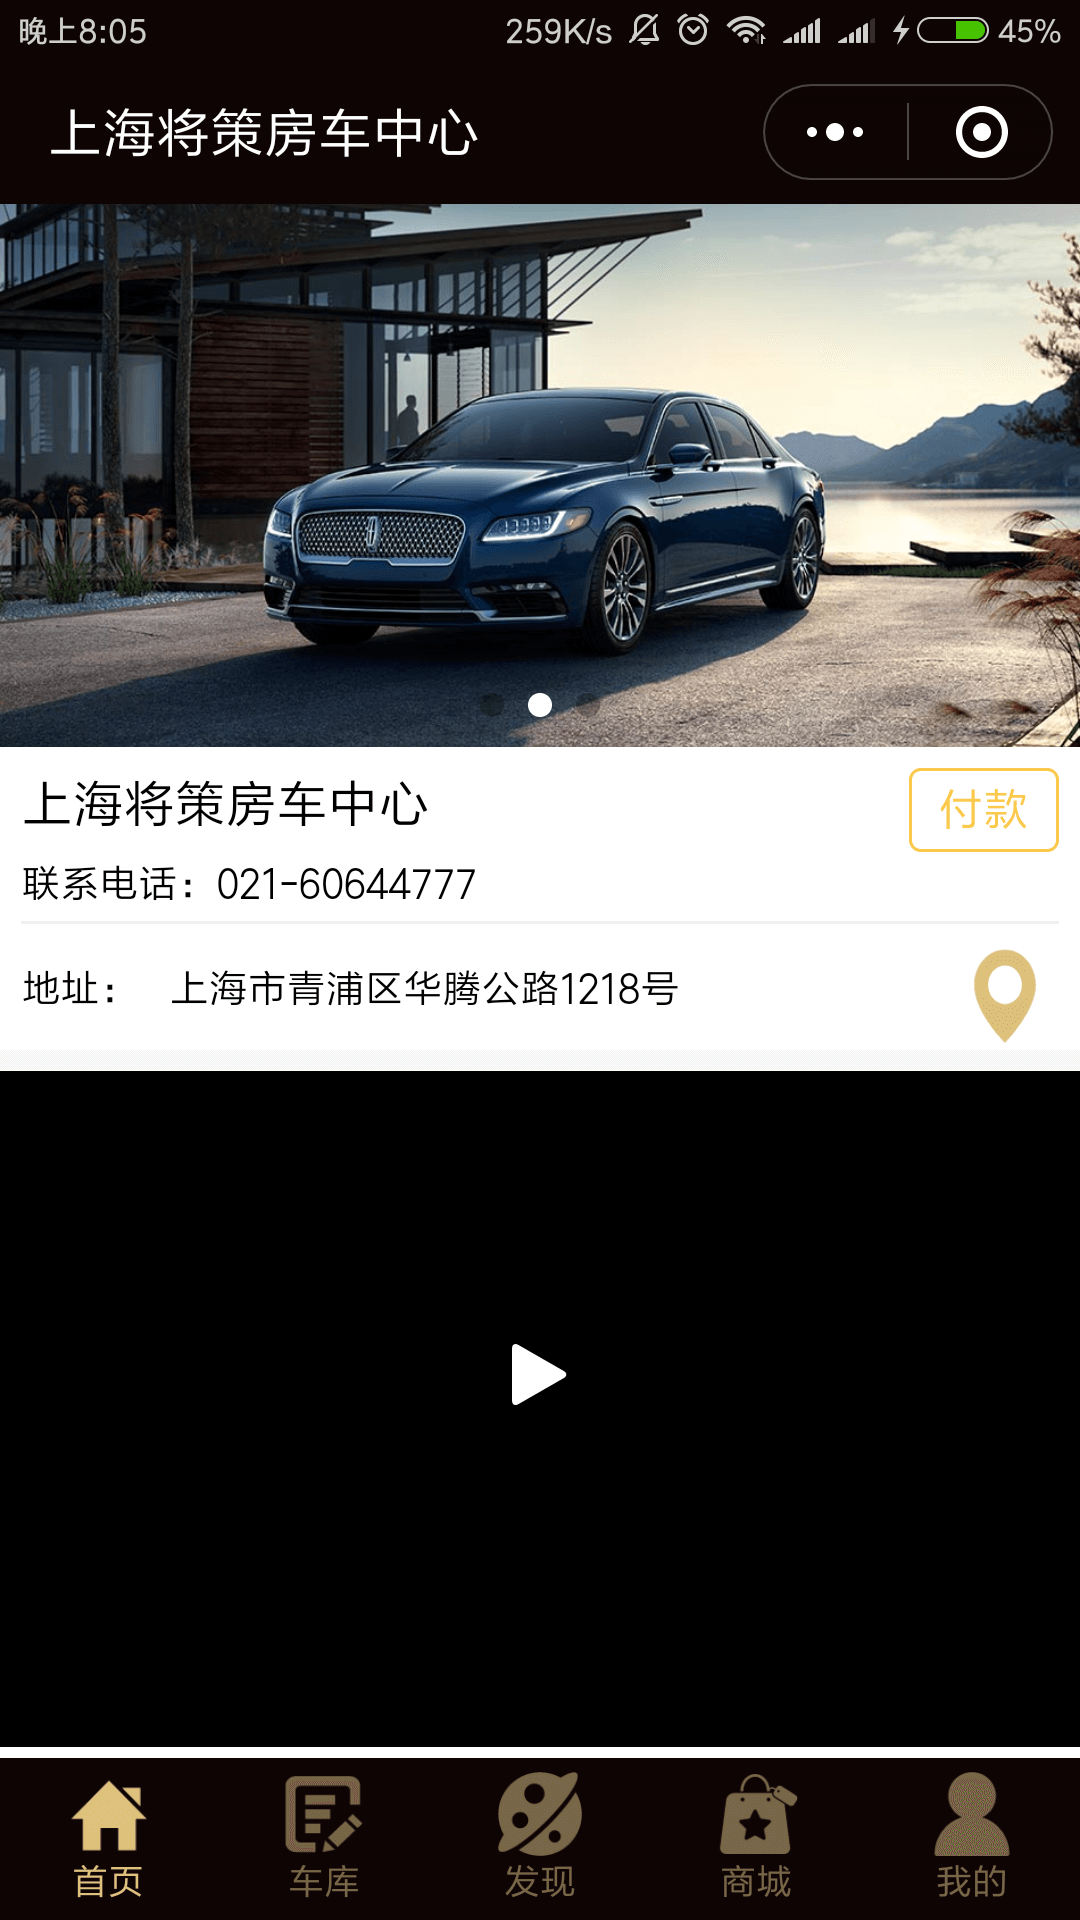 晚上8:05 259K/s 45%
上海将策房车中心
上海将策房车中心
付款
联系电话：021-60644777
地址： 上海市青浦区华腾公路1218号
首页 车库 发现 商城 我的